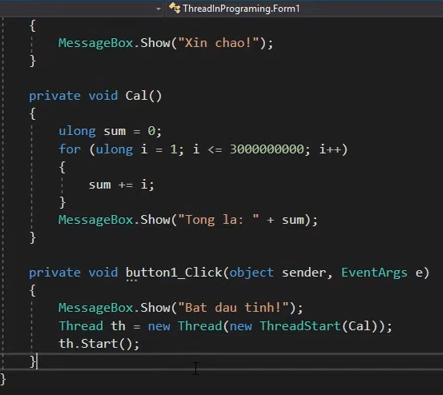 ThreadInPrograming.Form1
{
MessageBox.Show("Xin chao!");
}
private void Cal()
{
ulong sum = 0;
for (ulong i = 1; i <= 3000000000; i++)
{
sum += i;
}
MessageBox.Show("Tong la: " + sum);
}
private void button1_Click(object sender, EventArgs e)
{
MessageBox.Show("Bat dau tinh!");
Thread th = new Thread(new ThreadStart(Cal));
th.Start();
}
}